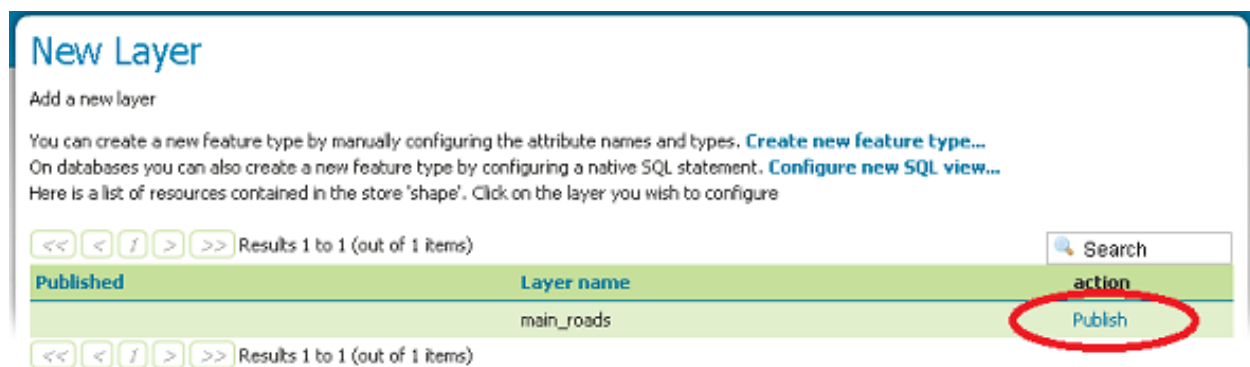 New Layer
Add a new layer
You can create a new feature type by manually configuring the attribute names and types. Create new feature type...
On databases you can also create a new feature type by configuring a native SQL statement. Configure new SQL view...
Here is a list of resources contained in the store 'shape'. Click on the layer you wish to configure
<< < 1 > >> Results 1 to 1 (out of 1 items) Search
Published Layer name action
main_roads Publish
<< < 1 > >> Results 1 to 1 (out of 1 items)